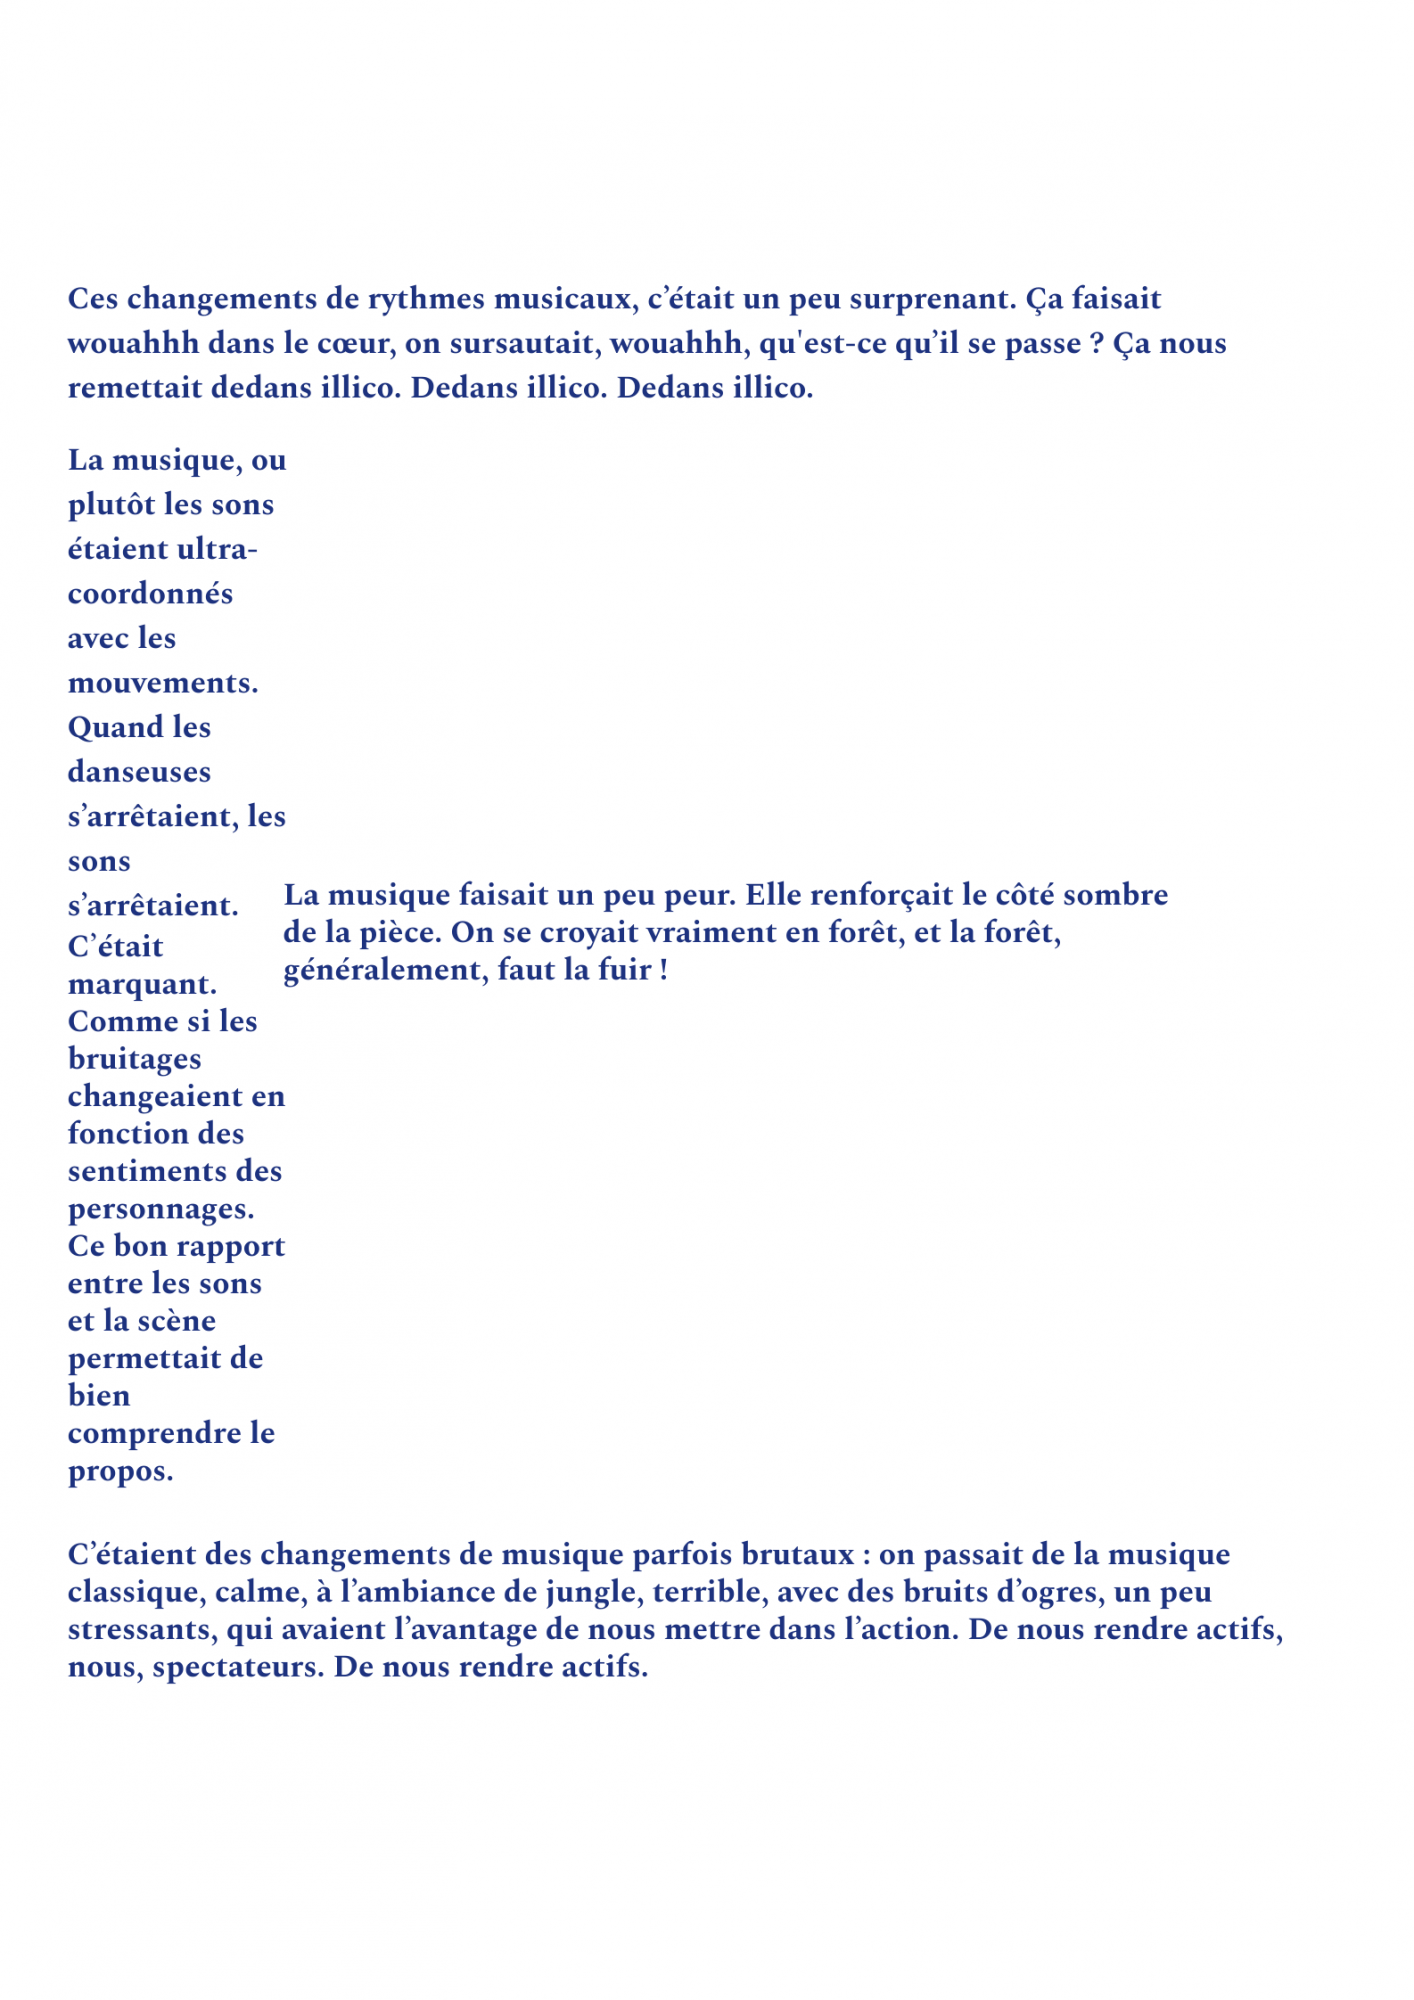 Ces changements de rythmes musicaux, c’était un peu surprenant. Ça faisait
wouahhh dans le cœur, on sursautait, wouahhh, qu'est-ce qu’il se passe ? Ça nous
remettait dedans illico. Dedans illico. Dedans illico.
La musique, ou
plutôt les sons
étaient ultra-
coordonnés
avec les
mouvements.
Quand les
danseuses
s’arrêtaient, les
sons
s’arrêtaient.
C’était
marquant.
Comme si les
bruitages
changeaient en
fonction des
sentiments des
personnages.
Ce bon rapport
entre les sons
et la scène
permettait de
bien
comprendre le
propos.
La musique faisait un peu peur. Elle renforçait le côté sombre
de la pièce. On se croyait vraiment en forêt, et la forêt,
généralement, faut la fuir !
C’étaient des changements de musique parfois brutaux : on passait de la musique
classique, calme, à l’ambiance de jungle, terrible, avec des bruits d’ogres, un peu
stressants, qui avaient l’avantage de nous mettre dans l’action. De nous rendre actifs,
nous, spectateurs. De nous rendre actifs.